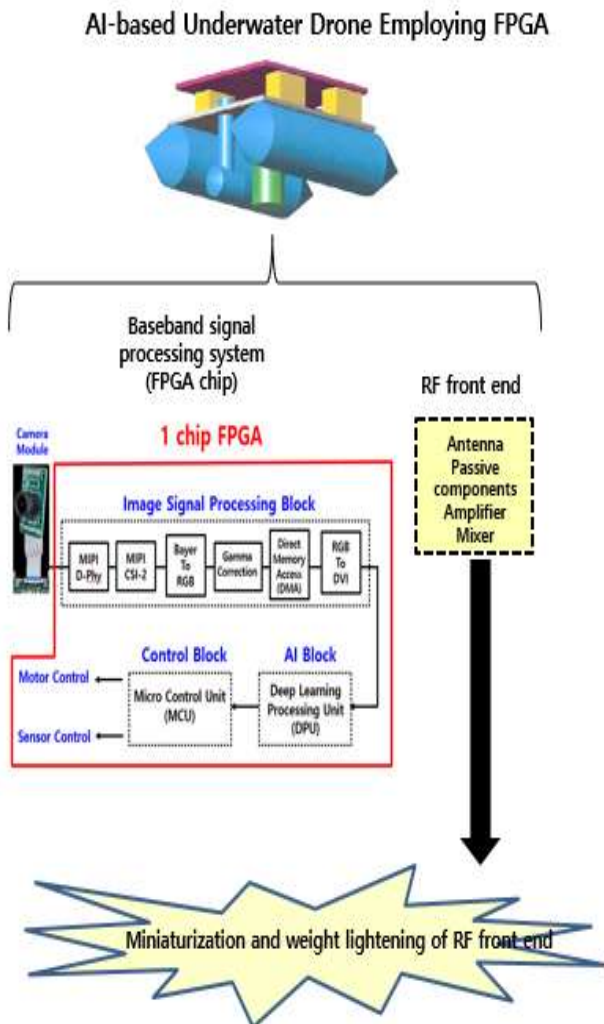 AI-based Underwater Drone Employing FPGA
Baseband signal
processing system
(FPGA chip)
RF front end
Camera
Module
1 chip FPGA
Antenna
Passive
components
Amplifier
Mixer
Image Signal Processing Block
MIPI
D-Phy
MIPI
CSI-2
Bayer
To
RGB
Gamma
Correction
Direct
Memory
Access
(DMA)
RGB
To
DVI
Control Block
AI Block
Motor Control
Micro Control Unit
(MCU)
Deep Learning
Processing Unit
(DPU)
Sensor Control
Miniaturization and weight lightening of RF front end